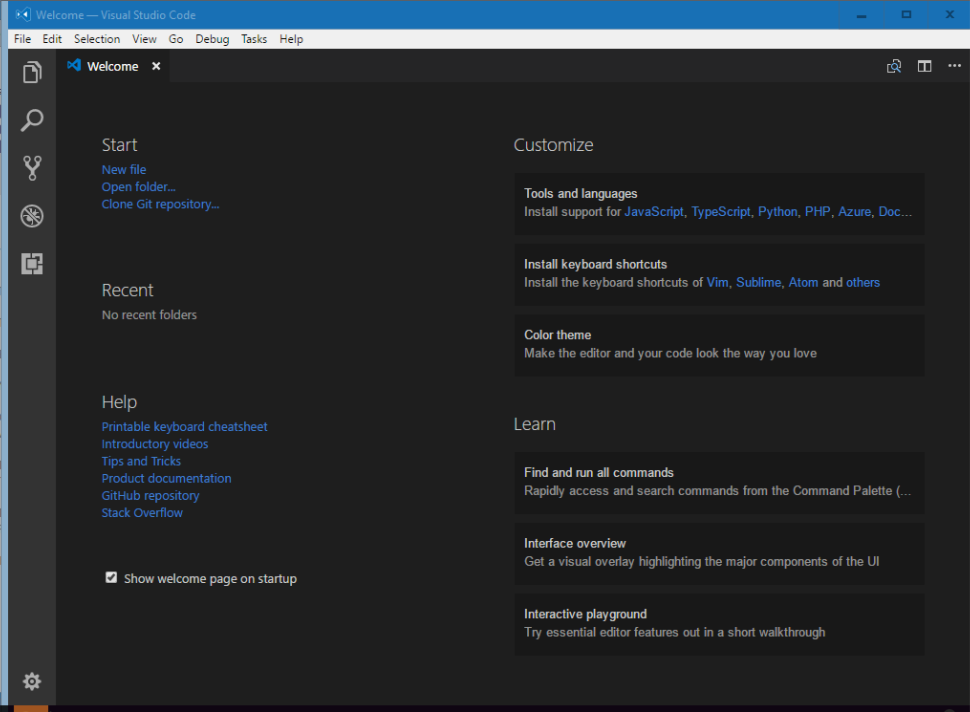 Welcome — Visual Studio Code
File Edit Selection View Go Debug Tasks Help
Welcome
Start
New file
Open folder...
Clone Git repository...
Recent
No recent folders
Help
Printable keyboard cheatsheet
Introductory videos
Tips and Tricks
Product documentation
GitHub repository
Stack Overflow
Show welcome page on startup
Customize
Tools and languages
Install support for JavaScript, TypeScript, Python, PHP, Azure, Doc...
Install keyboard shortcuts
Install the keyboard shortcuts of Vim, Sublime, Atom and others
Color theme
Make the editor and your code look the way you love
Learn
Find and run all commands
Rapidly access and search commands from the Command Palette (...
Interface overview
Get a visual overlay highlighting the major components of the UI
Interactive playground
Try essential editor features out in a short walkthrough